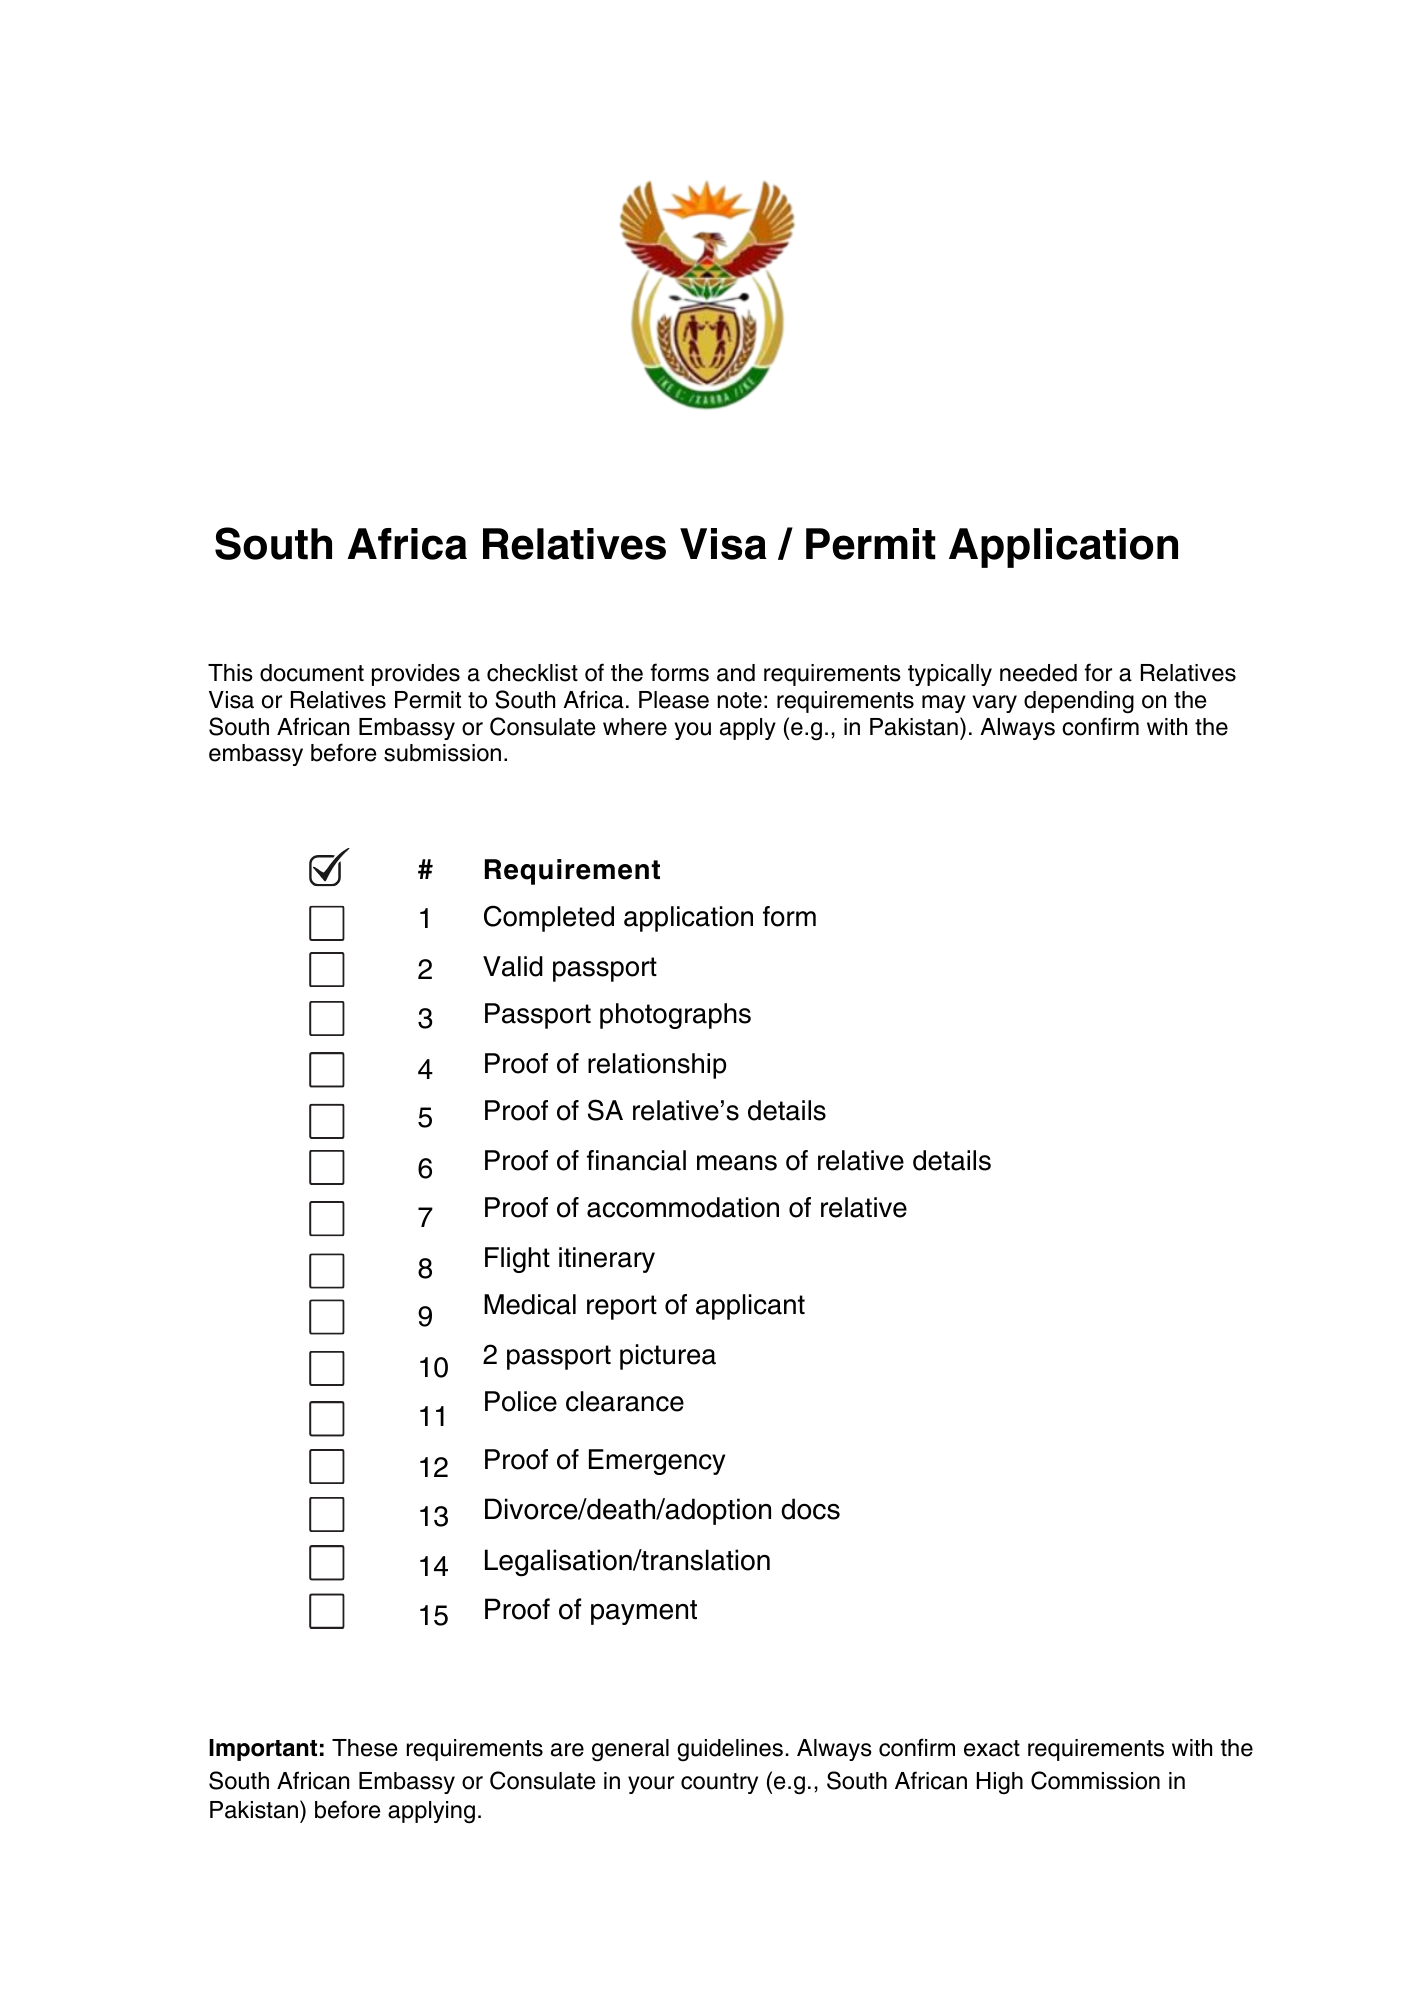 !KE E: /XARRA //KE
South Africa Relatives Visa / Permit Application
This document provides a checklist of the forms and requirements typically needed for a Relatives
Visa or Relatives Permit to South Africa. Please note: requirements may vary depending on the
South African Embassy or Consulate where you apply (e.g., in Pakistan). Always confirm with the
embassy before submission.
# Requirement
1 Completed application form
2 Valid passport
3 Passport photographs
4 Proof of relationship
5 Proof of SA relative’s details
6 Proof of financial means of relative details
7 Proof of accommodation of relative
8 Flight itinerary
9 Medical report of applicant
10 2 passport picturea
11 Police clearance
12 Proof of Emergency
13 Divorce/death/adoption docs
14 Legalisation/translation
15 Proof of payment
Important: These requirements are general guidelines. Always confirm exact requirements with the
South African Embassy or Consulate in your country (e.g., South African High Commission in
Pakistan) before applying.